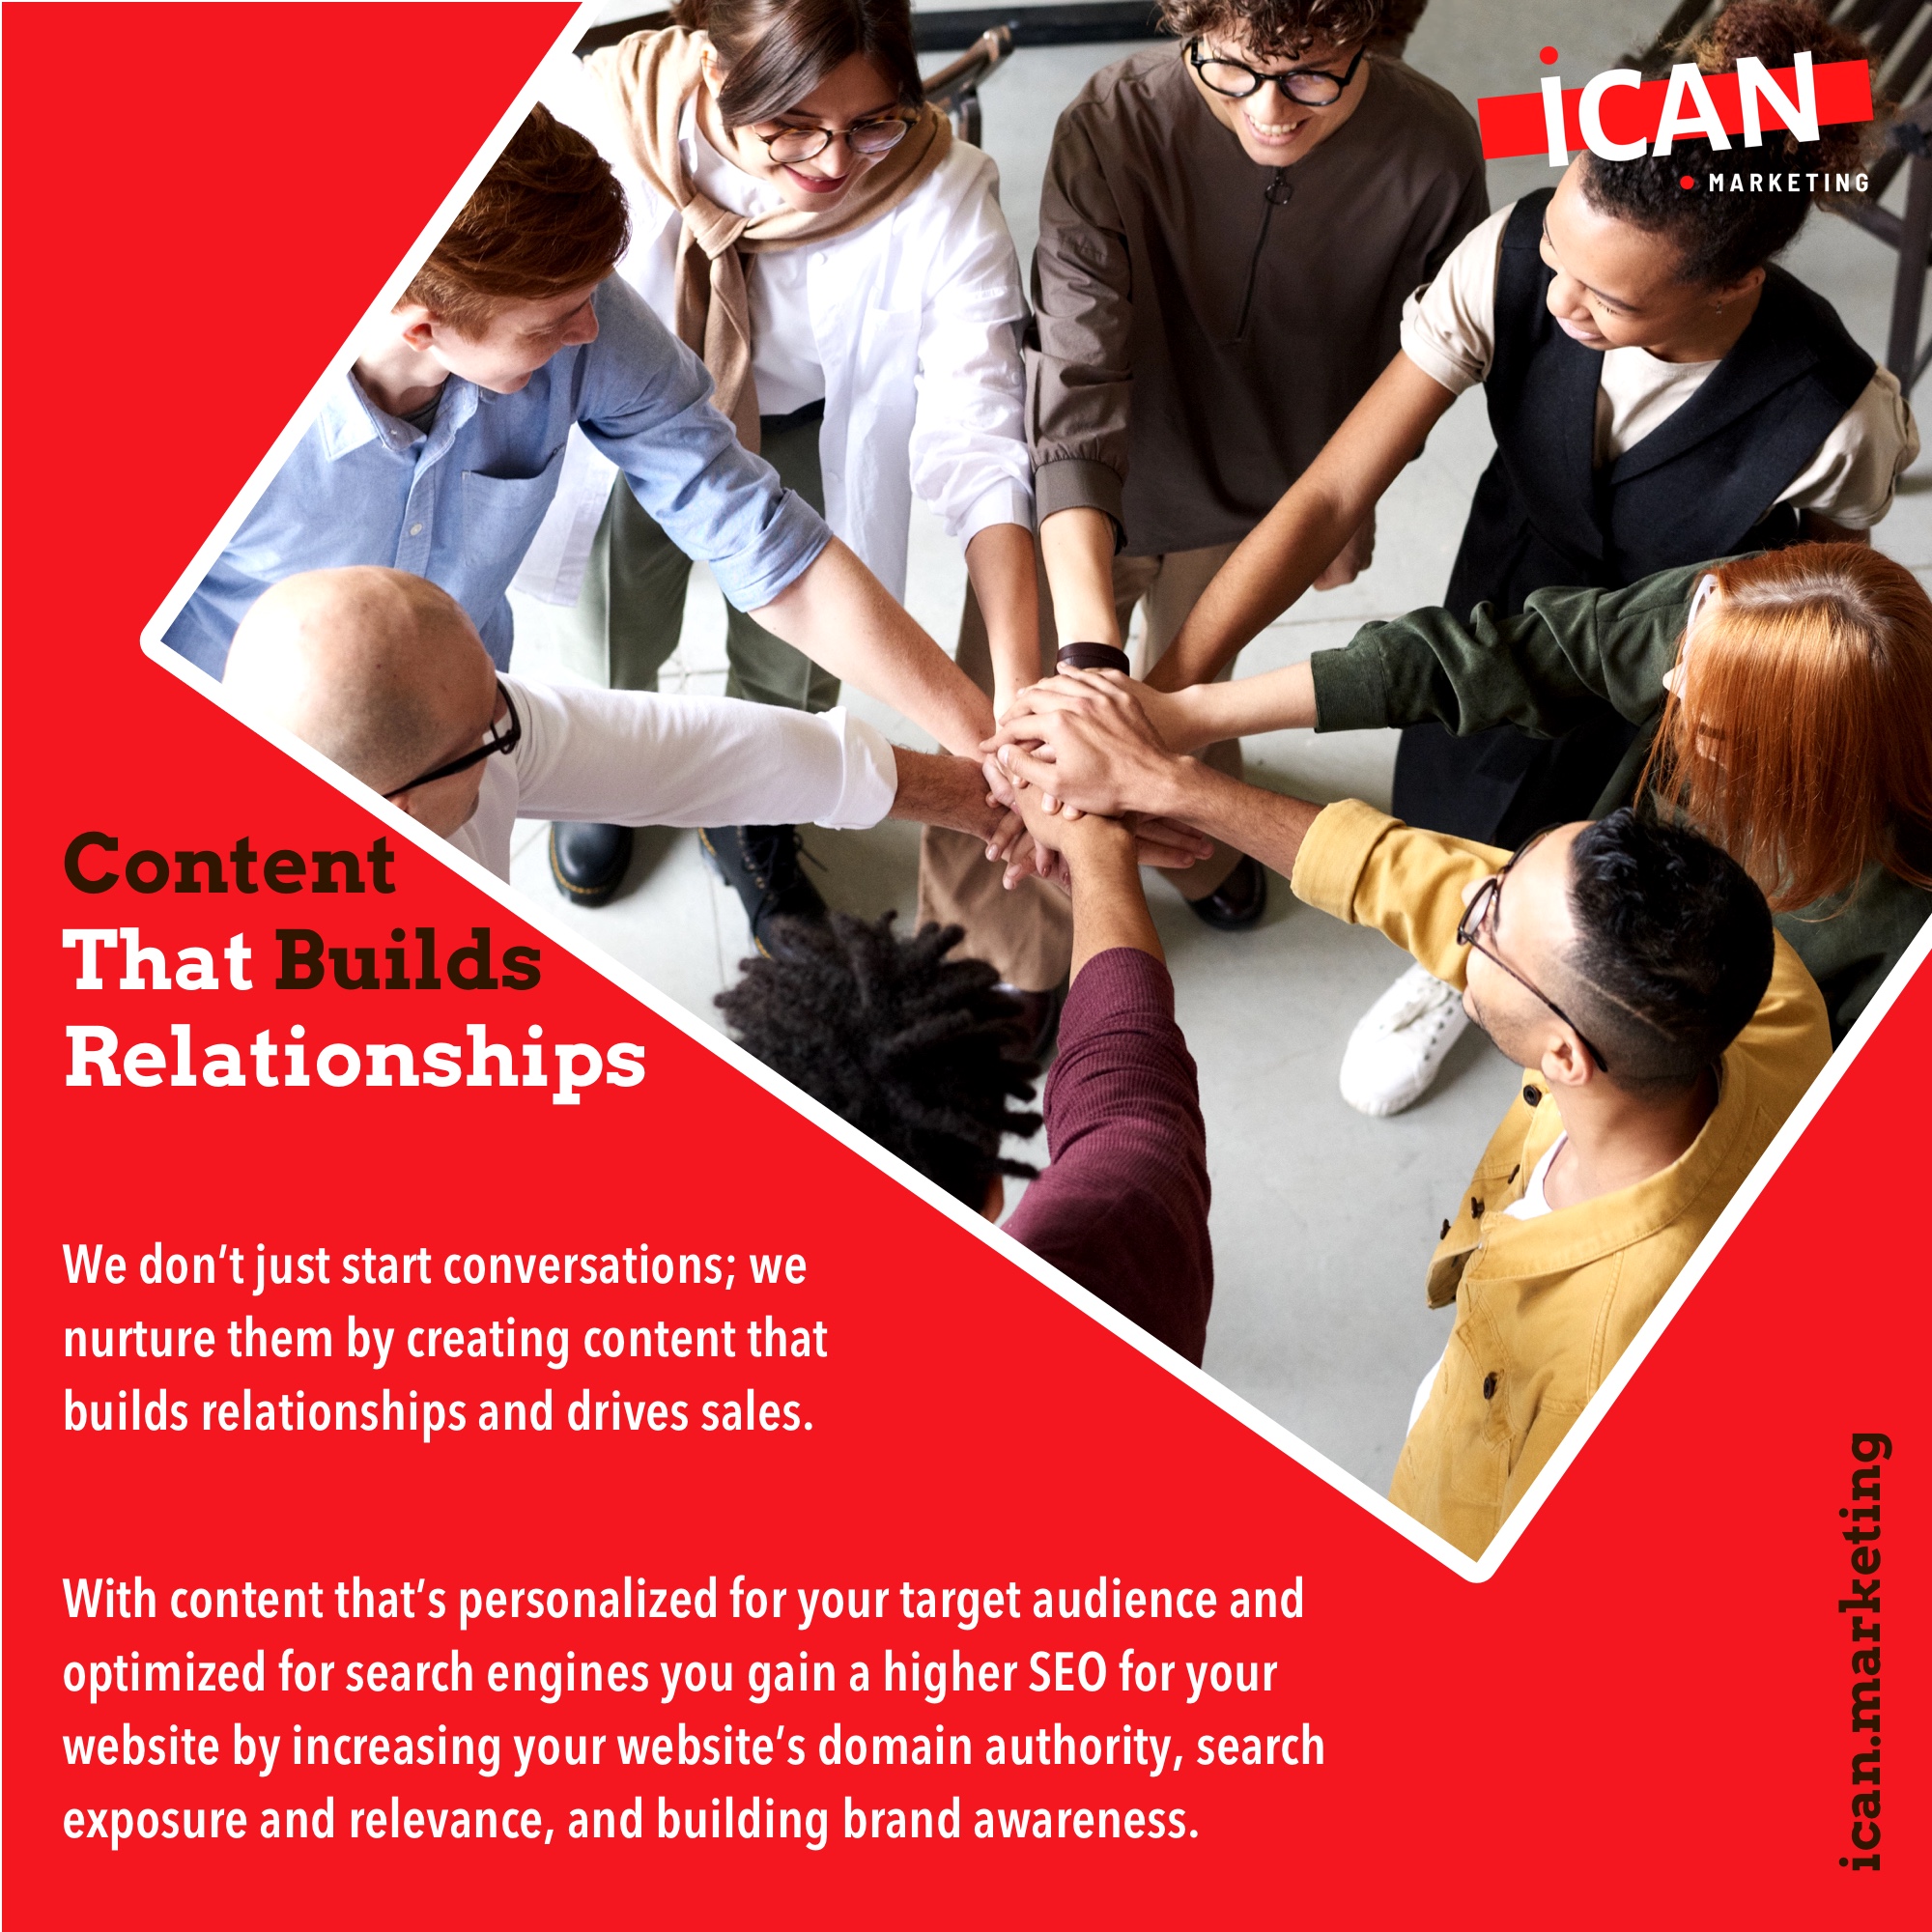 iCAN
MARKETING
Content
That Builds
Relationships
We don’t just start conversations; we
nurture them by creating content that
builds relationships and drives sales.
With content that’s personalized for your target audience and
optimized for search engines you gain a higher SEO for your
website by increasing your website’s domain authority, search
exposure and relevance, and building brand awareness.
ican.marketing